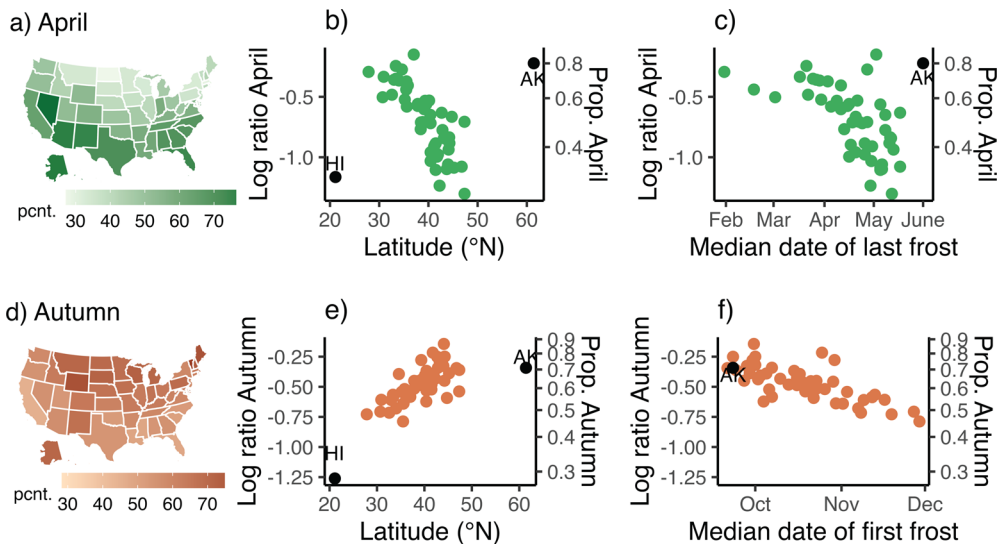 a) April
pcnt. 30 40 50 60 70
b)
Log ratio April
-0.5
-1.0
0.8
0.6
0.4
Prop. April
AK
HI
20 30 40 50 60
Latitude (°N)
c)
Log ratio April
-0.5
-1.0
0.8
0.6
0.4
Prop. April
AK
Feb Mar Apr May June
Median date of last frost
d) Autumn
pcnt. 30 40 50 60 70
e)
Log ratio Autumn
-0.25
-0.50
-0.75
-1.00
-1.25
0.9
0.8
0.7
0.6
0.5
0.4
0.3
Prop. Autumn
AK
HI
20 30 40 50 60
Latitude (°N)
f)
Log ratio Autumn
-0.25
-0.50
-0.75
-1.00
-1.25
0.9
0.8
0.7
0.6
0.5
0.4
0.3
Prop. Autumn
AK
Oct Nov Dec
Median date of first frost